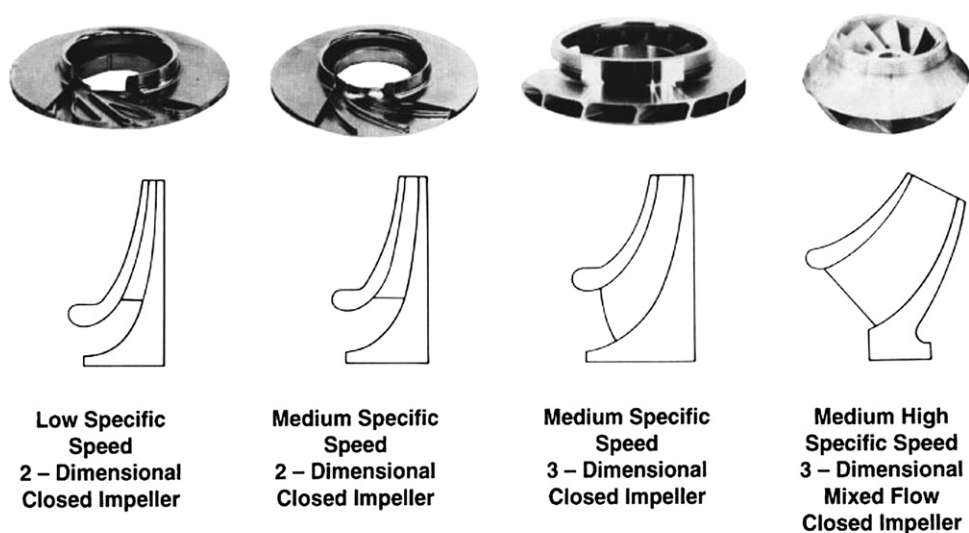 Low Specific
Speed
2 – Dimensional
Closed Impeller
Medium Specific
Speed
2 – Dimensional
Closed Impeller
Medium Specific
Speed
3 – Dimensional
Closed Impeller
Medium High
Specific Speed
3 – Dimensional
Mixed Flow
Closed Impeller